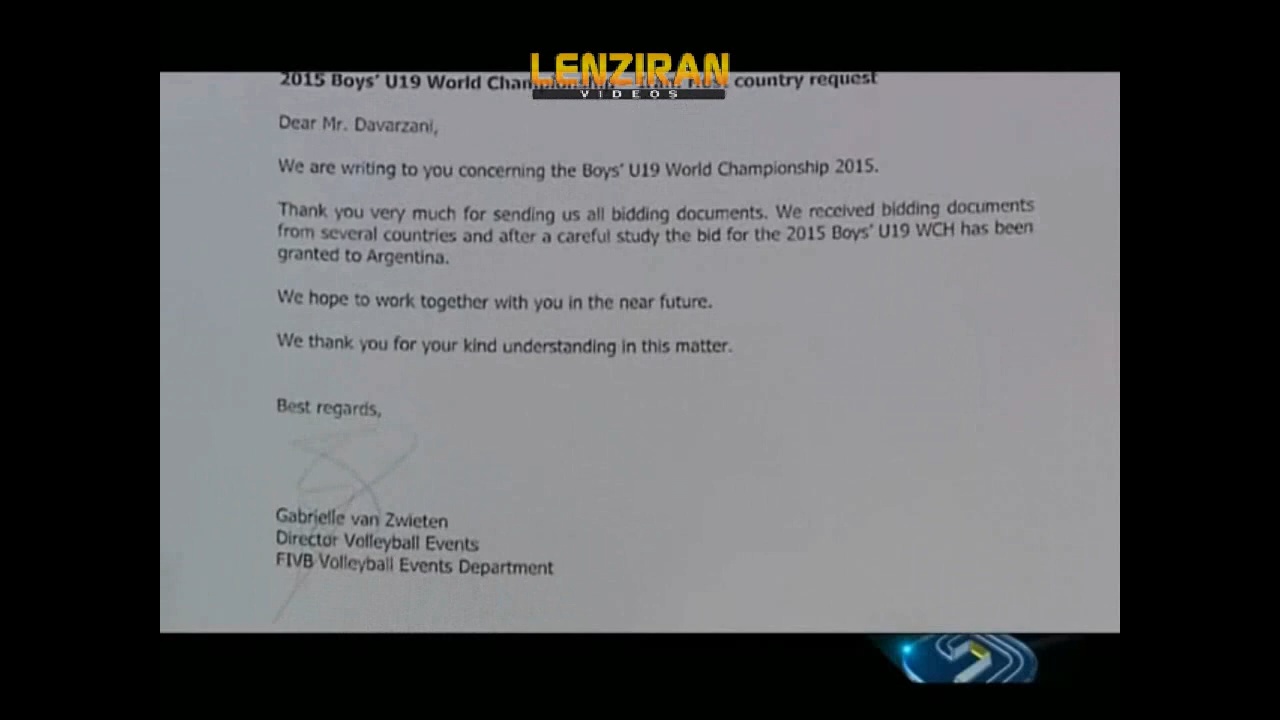 LENZIRAN
VIDEOS
2015 Boys' U19 World country request
Dear Mr. Davarzani,
We are writing to you concerning the Boys' U19 World Championship 2015.
Thank you very much for sending us all bidding documents. We received bidding documents
from several countries and after a careful study the bid for the 2015 Boys' U19 WCH has been
granted to Argentina.
We hope to work together with you in the near future.
We thank you for your kind understanding in this matter.
Best regards,
Gabrielle van Zwieten
Director Volleyball Events
FIVB Volleyball Events Department